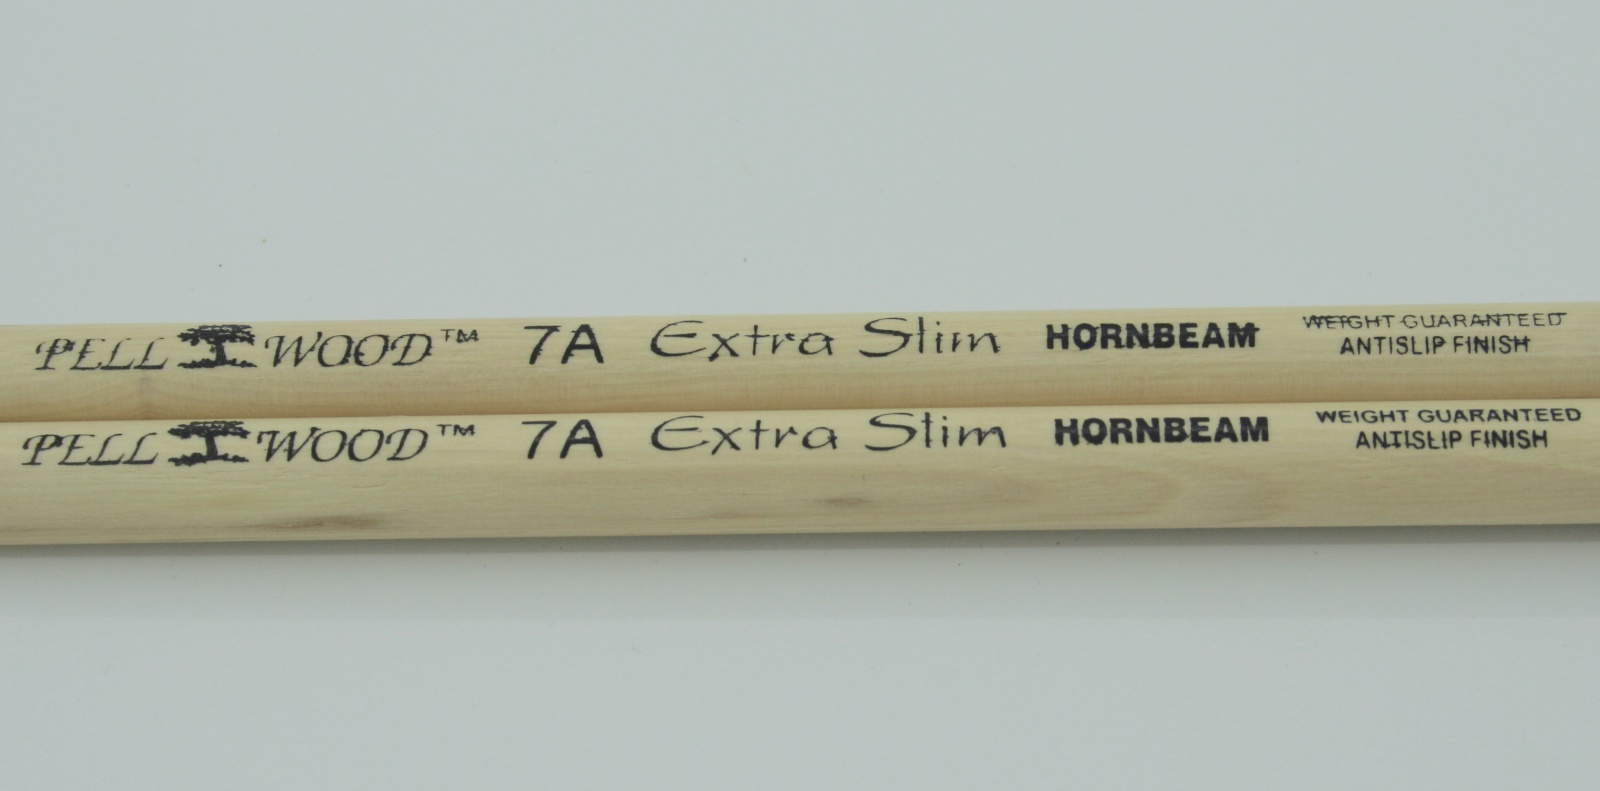 PELL WOOD™ 7A Extra Slim HORNBEAM WEIGHT GUARANTEED
ANTISLIP FINISH
PELL WOOD™ 7A Extra Slim HORNBEAM WEIGHT GUARANTEED
ANTISLIP FINISH